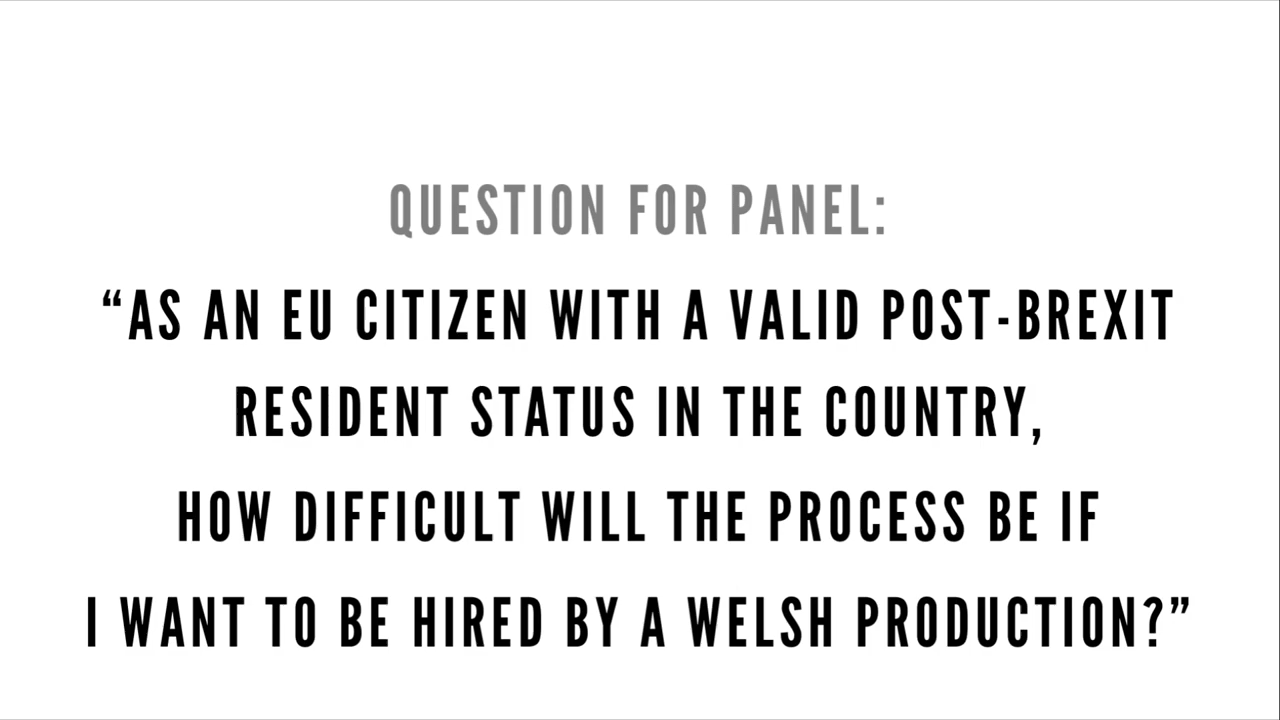 QUESTION FOR PANEL:
“AS AN EU CITIZEN WITH A VALID POST-BREXIT
RESIDENT STATUS IN THE COUNTRY,
HOW DIFFICULT WILL THE PROCESS BE IF
I WANT TO BE HIRED BY A WELSH PRODUCTION?”